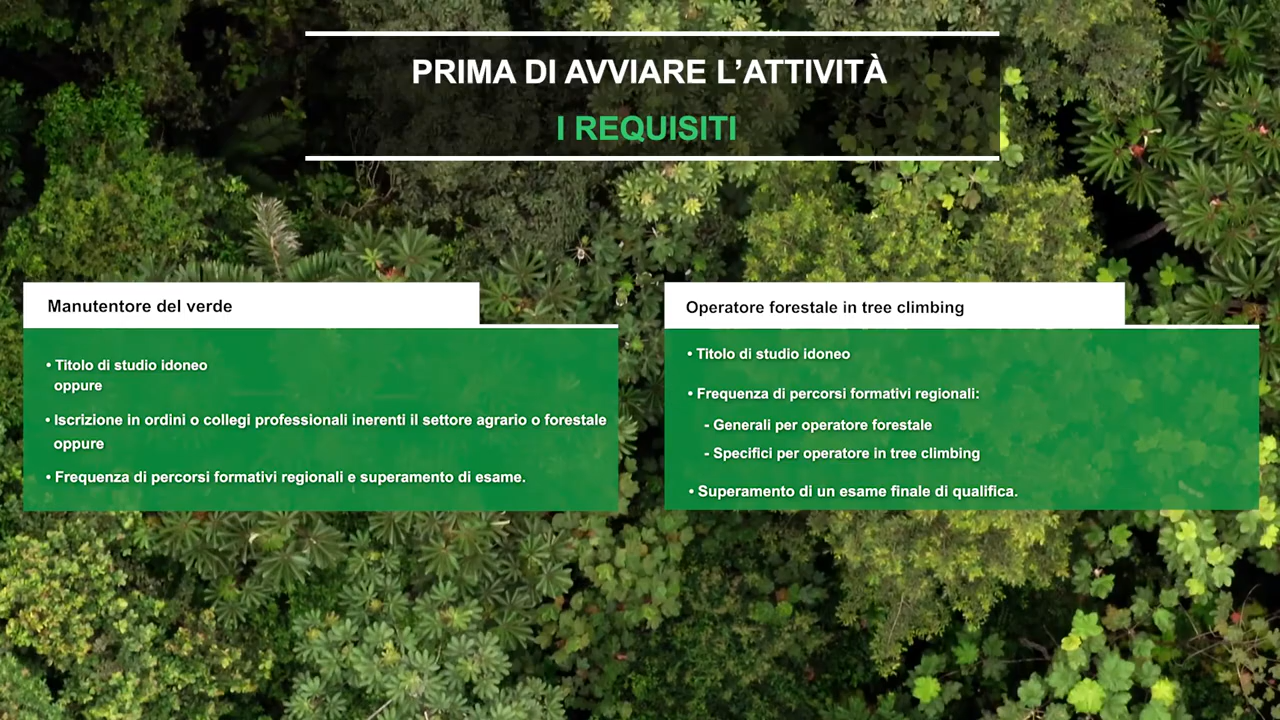 PRIMA DI AVVIARE L’ATTIVITÀ
I REQUISITI
Manutentore del verde
• Titolo di studio idoneo
oppure
• Iscrizione in ordini o collegi professionali inerenti il settore agrario o forestale
oppure
• Frequenza di percorsi formativi regionali e superamento di esame.
Operatore forestale in tree climbing
• Titolo di studio idoneo
• Frequenza di percorsi formativi regionali:
- Generali per operatore forestale
- Specifici per operatore in tree climbing
• Superamento di un esame finale di qualifica.